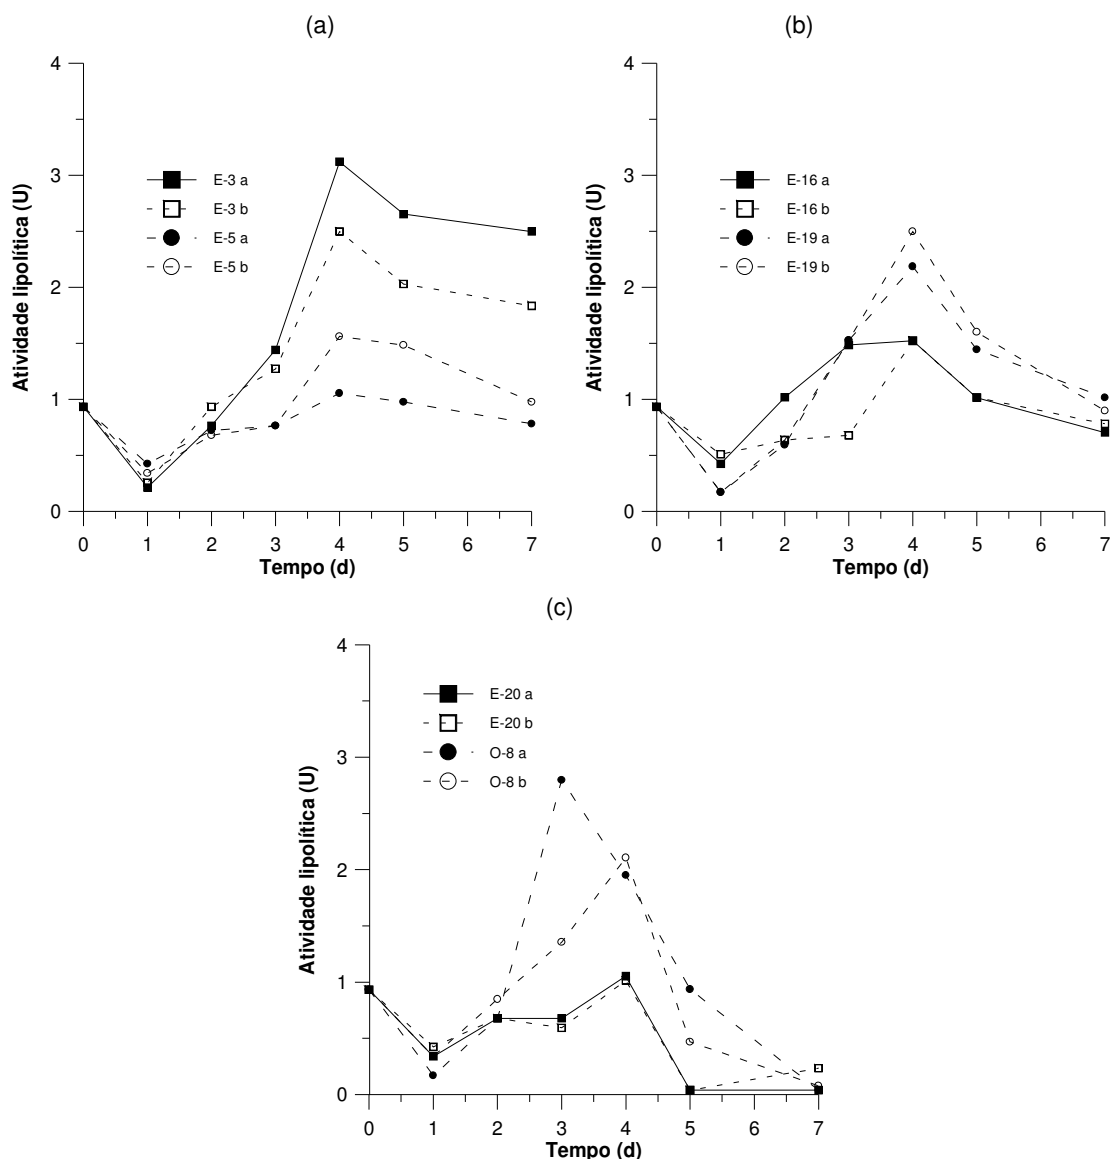 (a)
4
3
2
1
0
Atividade lipolítica (U)
E-3 a
E-3 b
E-5 a
E-5 b
0 1 2 3 4 5 6 7
Tempo (d)
(b)
4
3
2
1
0
Atividade lipolítica (U)
E-16 a
E-16 b
E-19 a
E-19 b
0 1 2 3 4 5 6 7
Tempo (d)
(c)
4
3
2
1
0
Atividade lipolítica (U)
E-20 a
E-20 b
O-8 a
O-8 b
0 1 2 3 4 5 6 7
Tempo (d)